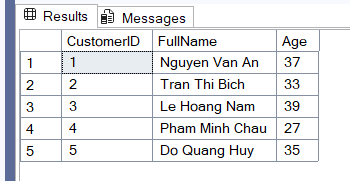 Results Messages
CustomerID FullName Age
1 1 Nguyen Van An 37
2 2 Tran Thi Bich 33
3 3 Le Hoang Nam 39
4 4 Pham Minh Chau 27
5 5 Do Quang Huy 35